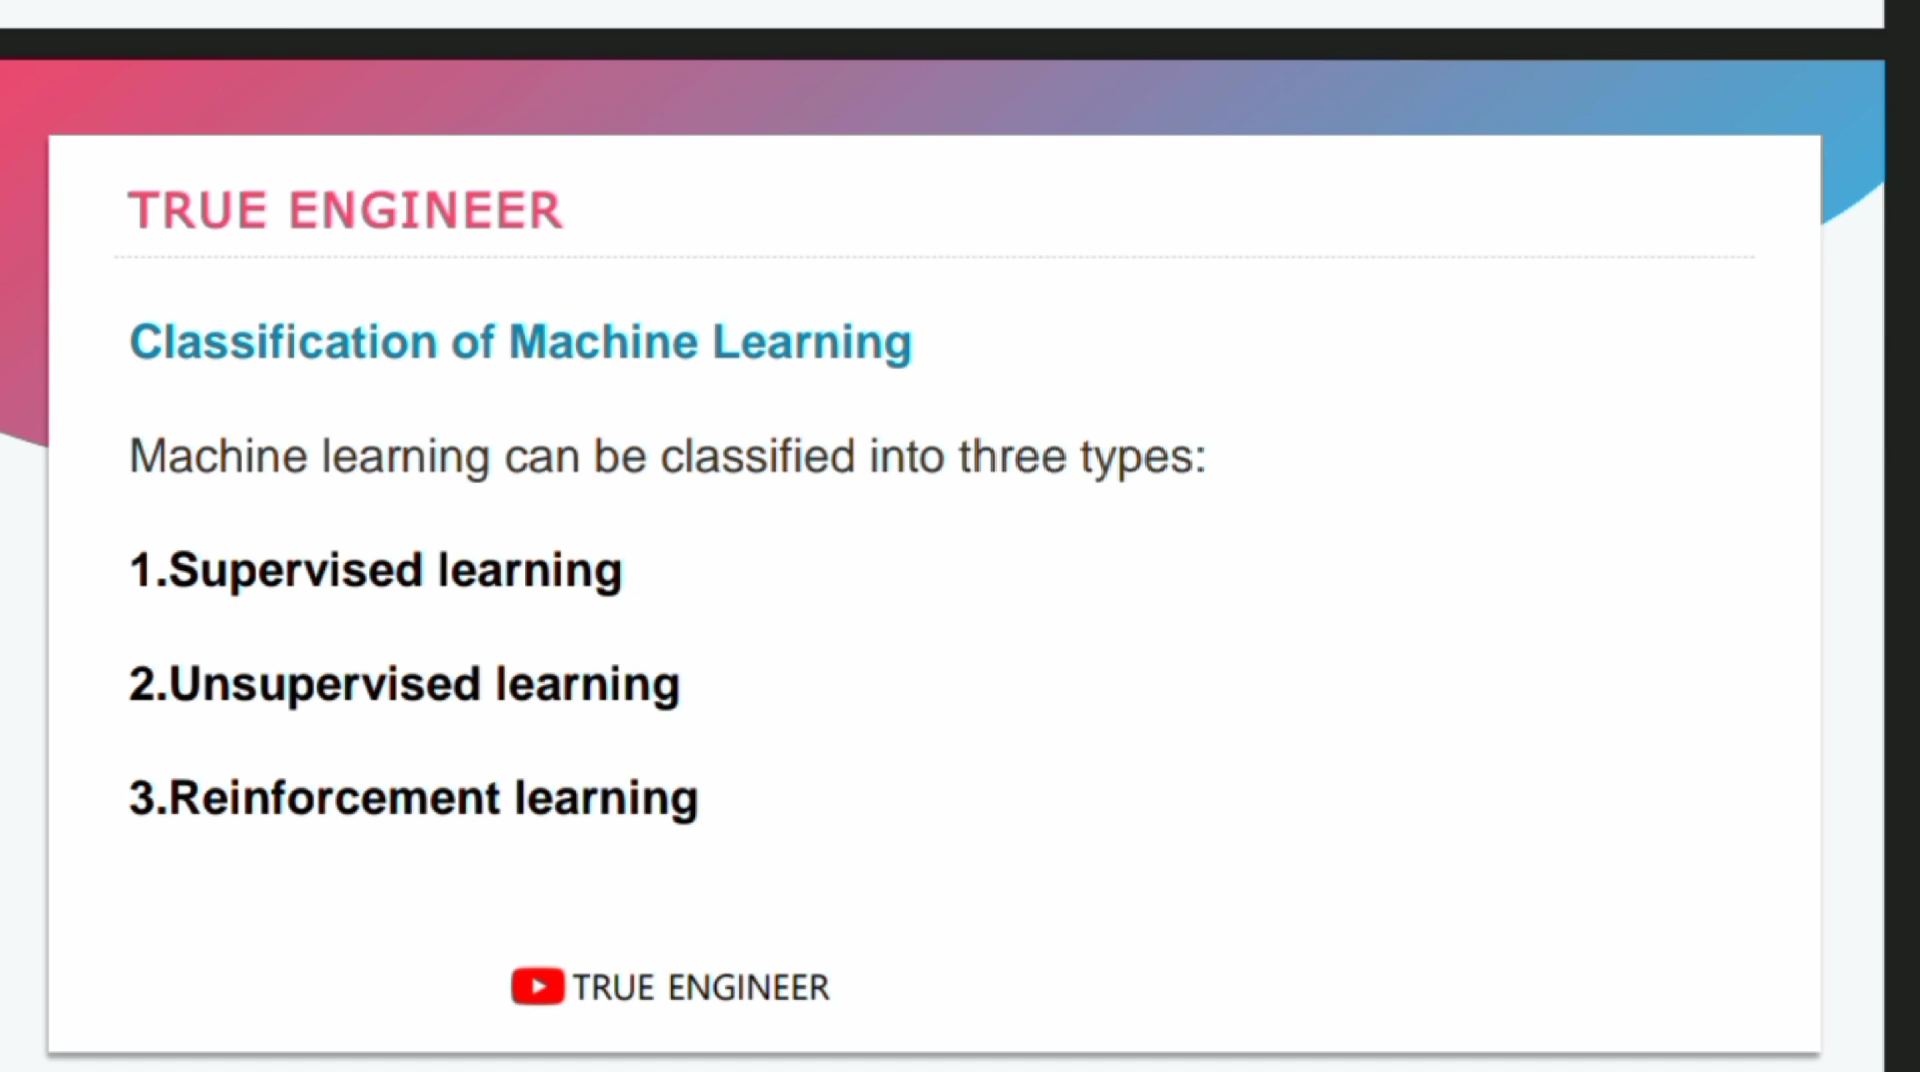 TRUE ENGINEER
Classification of Machine Learning
Machine learning can be classified into three types:
1.Supervised learning
2.Unsupervised learning
3.Reinforcement learning
TRUE ENGINEER